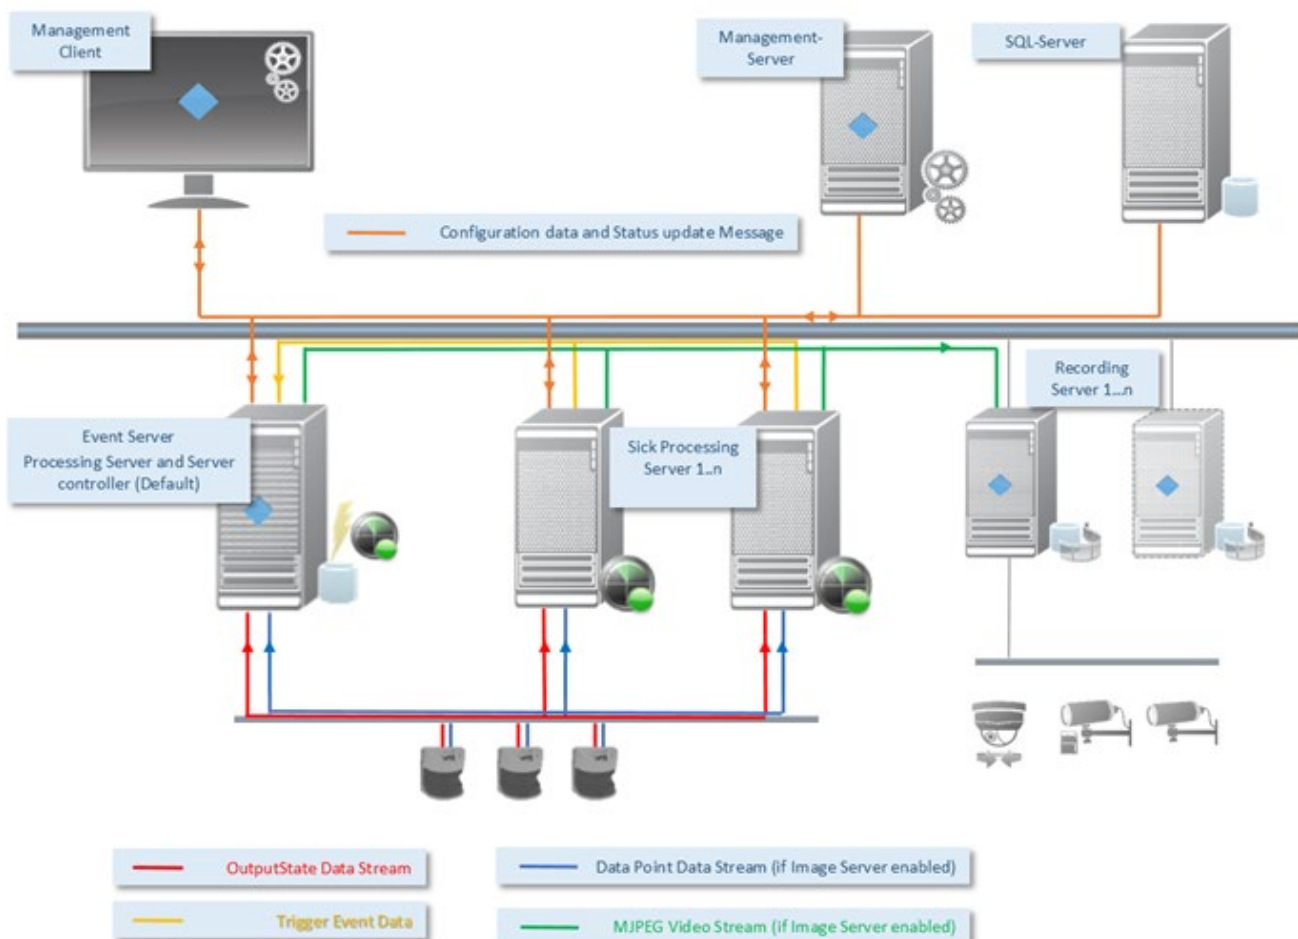 Management
Client
Management-
Server
SQL-Server
Configuration data and Status update Message
Recording
Server 1...n
Event Server
Processing Server and Server
controller (Default)
Sick Processing
Server 1..n
OutputState Data Stream
Data Point Data Stream (if Image Server enabled)
Trigger Event Data
MJPEG Video Stream (if Image Server enabled)